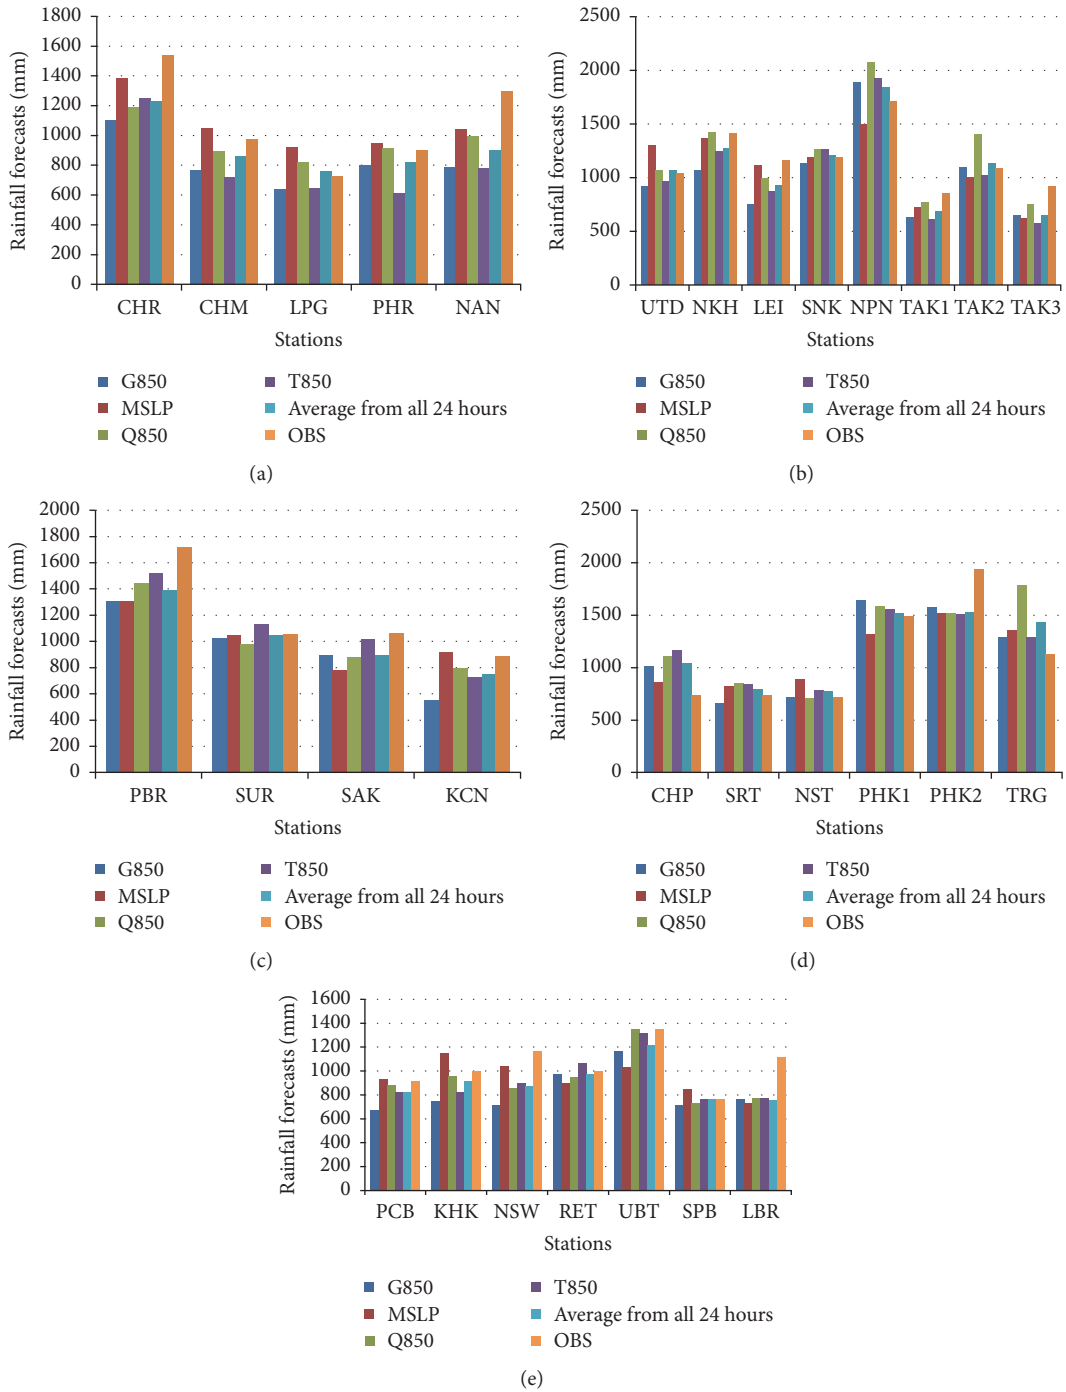 Rainfall forecasts (mm)
1800
1600
1400
1200
1000
800
600
400
200
0
CHR CHM LPG PHR NAN
Stations
G850
MSLP
Q850
T850
Average from all 24 hours
OBS
(a)
Rainfall forecasts (mm)
2500
2000
1500
1000
500
0
UTD NKH LEI SNK NPN TAK1 TAK2 TAK3
Stations
G850
MSLP
Q850
T850
Average from all 24 hours
OBS
(b)
Rainfall forecasts (mm)
2000
1800
1600
1400
1200
1000
800
600
400
200
0
PBR SUR SAK KCN
Stations
G850
MSLP
Q850
T850
Average from all 24 hours
OBS
(c)
Rainfall forecasts (mm)
2500
2000
1500
1000
500
0
CHP SRT NST PHK1 PHK2 TRG
Stations
G850
MSLP
Q850
T850
Average from all 24 hours
OBS
(d)
Rainfall forecasts (mm)
1600
1400
1200
1000
800
600
400
200
0
PCB KHK NSW RET UBT SPB LBR
Stations
G850
MSLP
Q850
T850
Average from all 24 hours
OBS
(e)